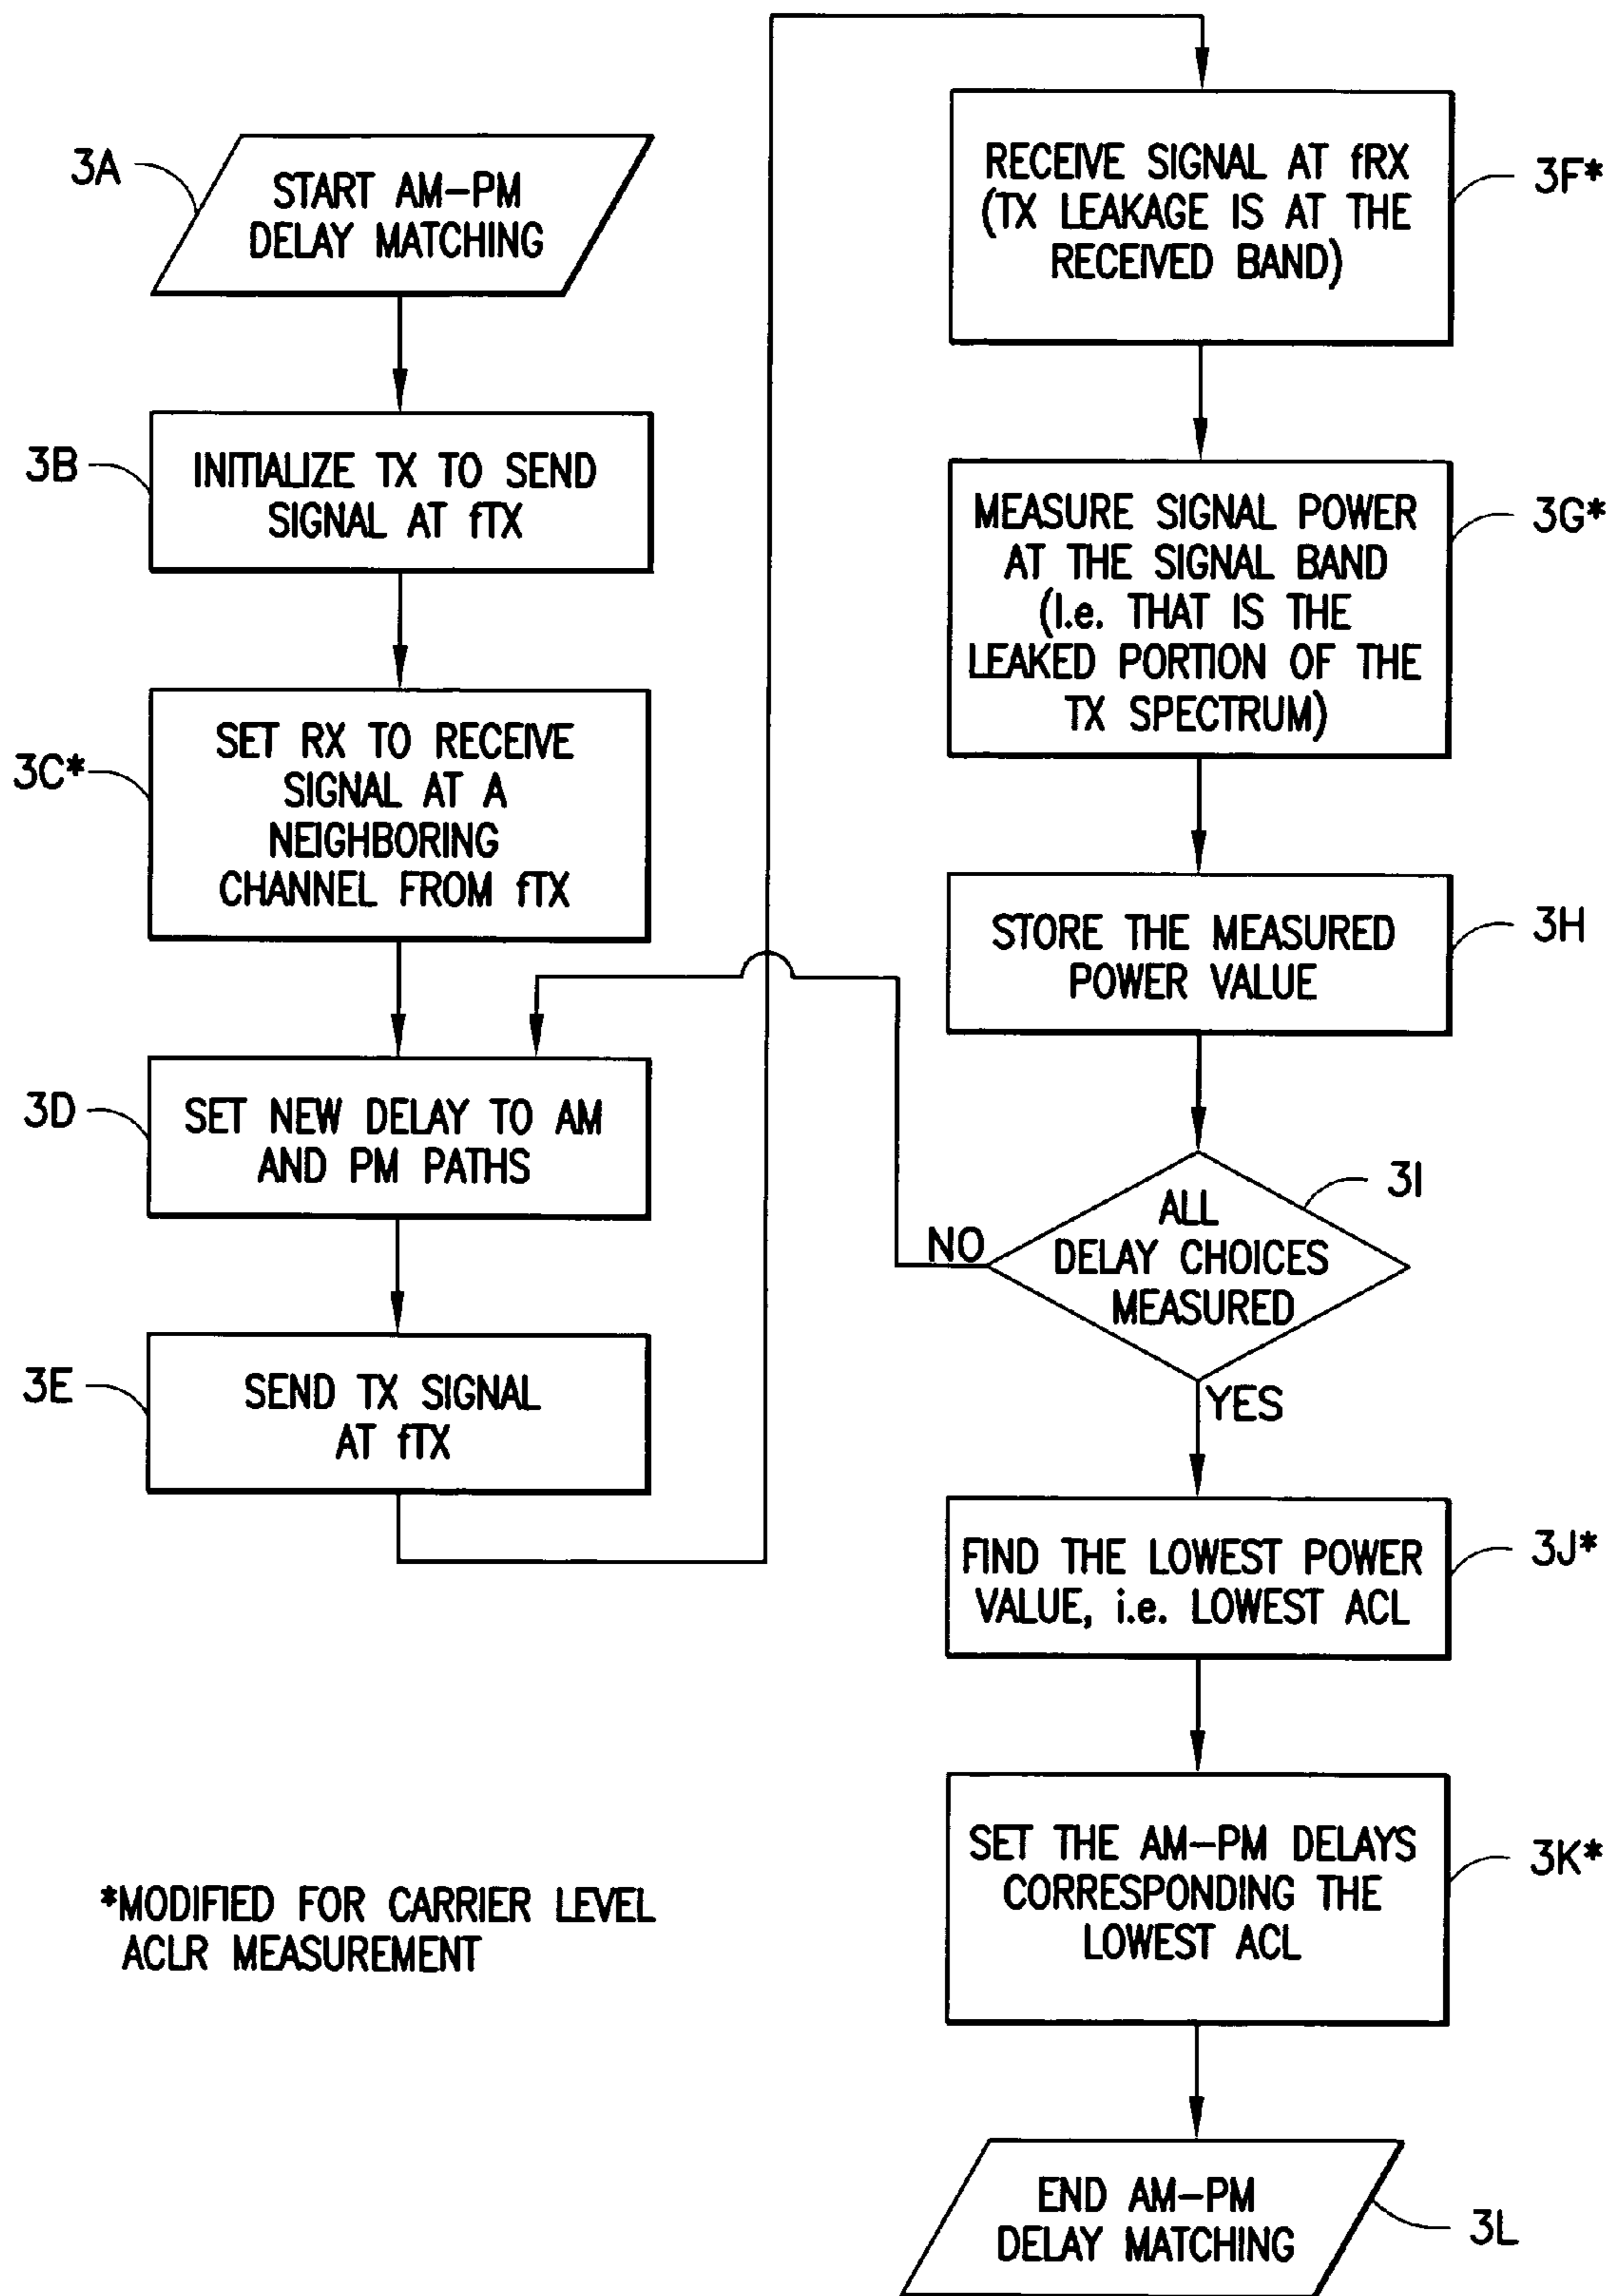 3A
START AM-PM
DELAY MATCHING
3B
INITIALIZE TX TO SEND
SIGNAL AT fTX
3C*
SET RX TO RECEIVE
SIGNAL AT A
NEIGHBORING
CHANNEL FROM fTX
3D
SET NEW DELAY TO AM
AND PM PATHS
3E
SEND TX SIGNAL
AT fTX
RECEIVE SIGNAL AT fRX
(TX LEAKAGE IS AT THE
RECEIVED BAND)
3F*
MEASURE SIGNAL POWER
AT THE SIGNAL BAND
(I.e. THAT IS THE
LEAKED PORTION OF THE
TX SPECTRUM)
3G*
STORE THE MEASURED
POWER VALUE
3H
ALL
DELAY CHOICES
MEASURED
3I
NO
YES
FIND THE LOWEST POWER
VALUE, i.e. LOWEST ACL
3J*
SET THE AM-PM DELAYS
CORRESPONDING THE
LOWEST ACL
3K*
END AM-PM
DELAY MATCHING
3L
*MODIFIED FOR CARRIER LEVEL
ACLR MEASUREMENT